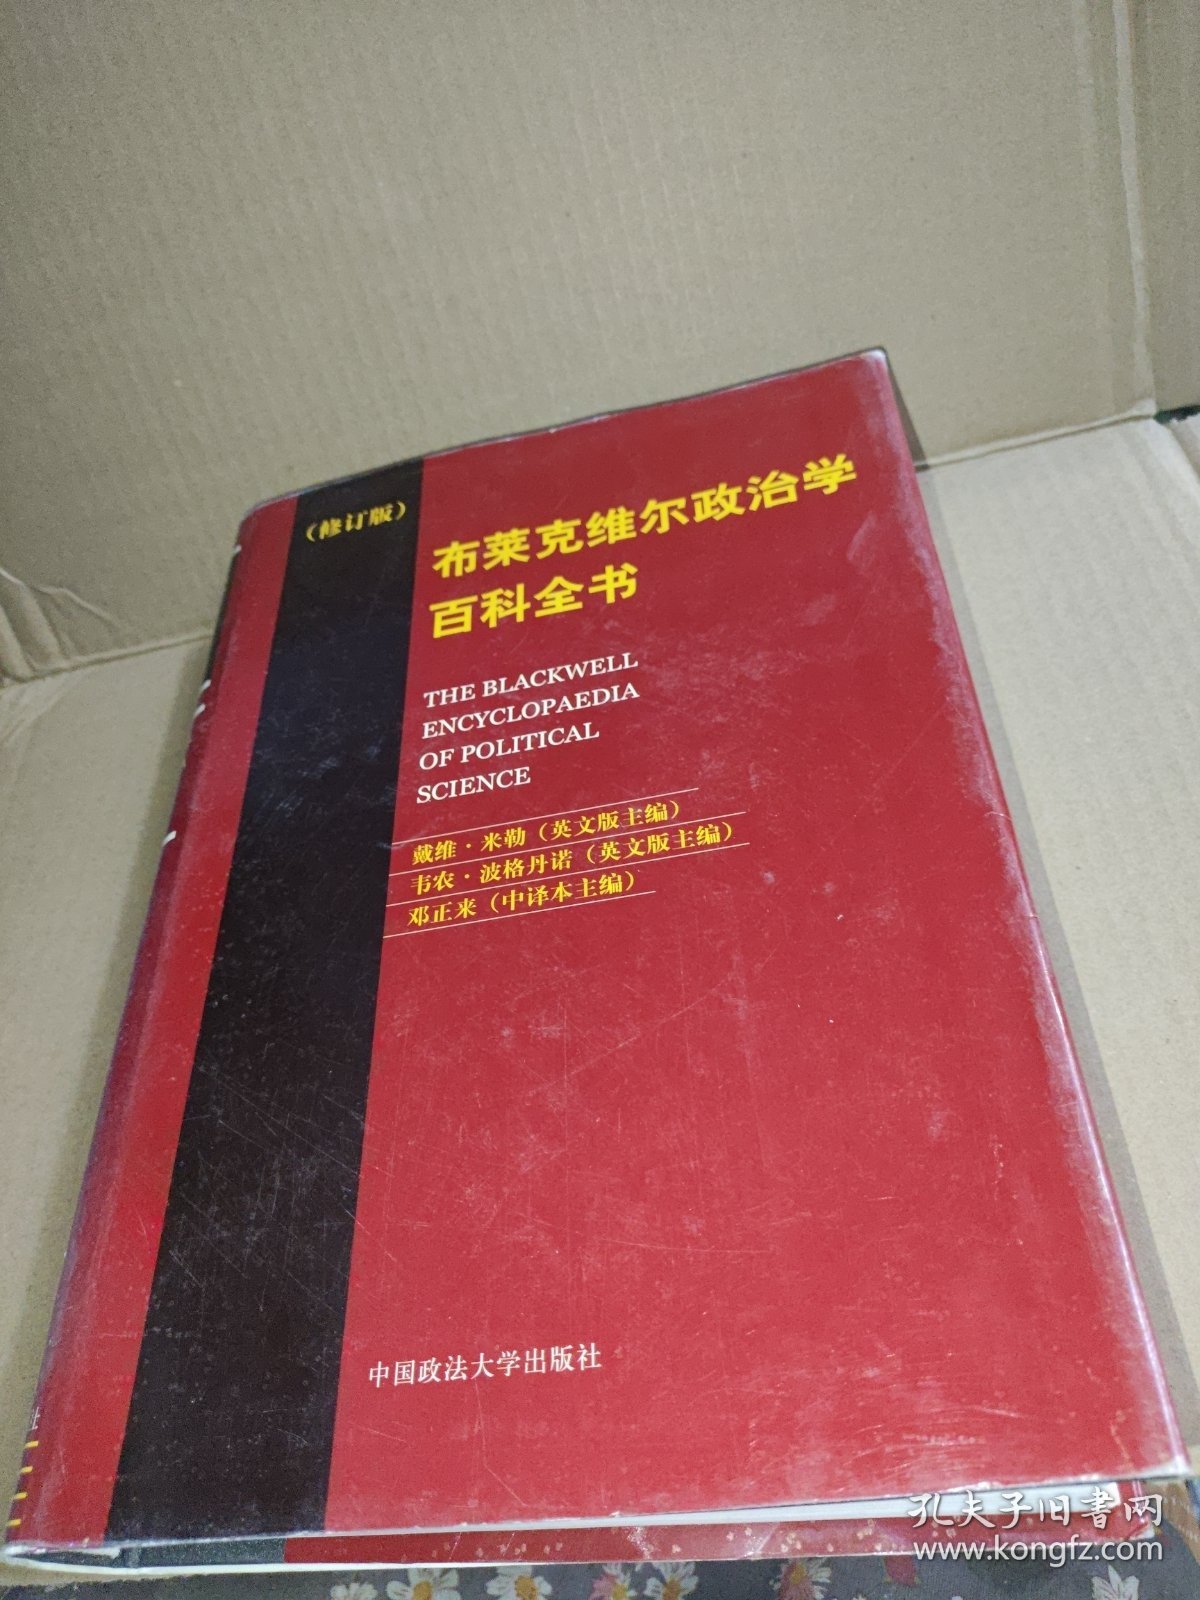 （修订版）
布莱克维尔政治学
百科全书
THE BLACKWELL
ENCYCLOPAEDIA
OF POLITICAL
SCIENCE
戴维·米勒（英文版主编）
韦农·波格丹诺（英文版主编）
邓正来（中译本主编）
中国政法大学出版社
社
孔夫子旧書网
www.kongfz.com